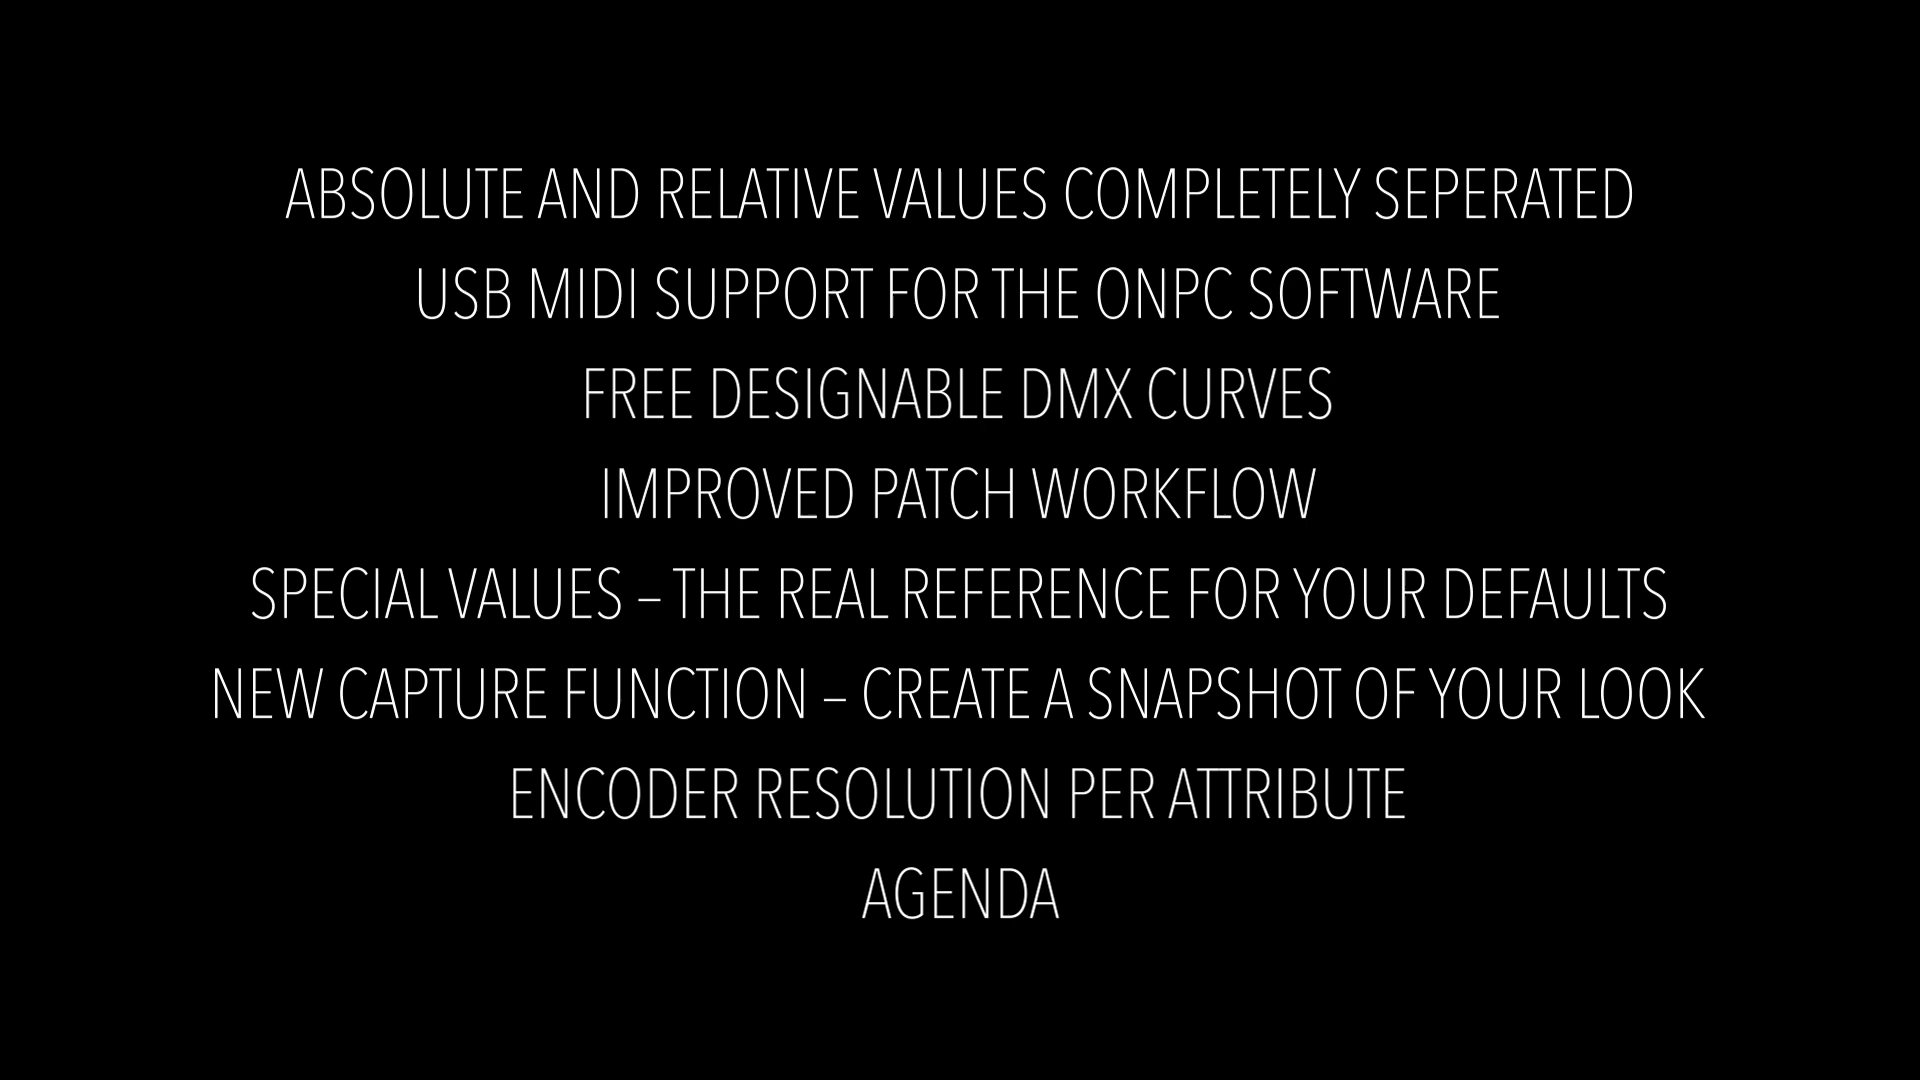 ABSOLUTE AND RELATIVE VALUES COMPLETELY SEPERATED
USB MIDI SUPPORT FOR THE ONPC SOFTWARE
FREE DESIGNABLE DMX CURVES
IMPROVED PATCH WORKFLOW
SPECIAL VALUES – THE REAL REFERENCE FOR YOUR DEFAULTS
NEW CAPTURE FUNCTION – CREATE A SNAPSHOT OF YOUR LOOK
ENCODER RESOLUTION PER ATTRIBUTE
AGENDA